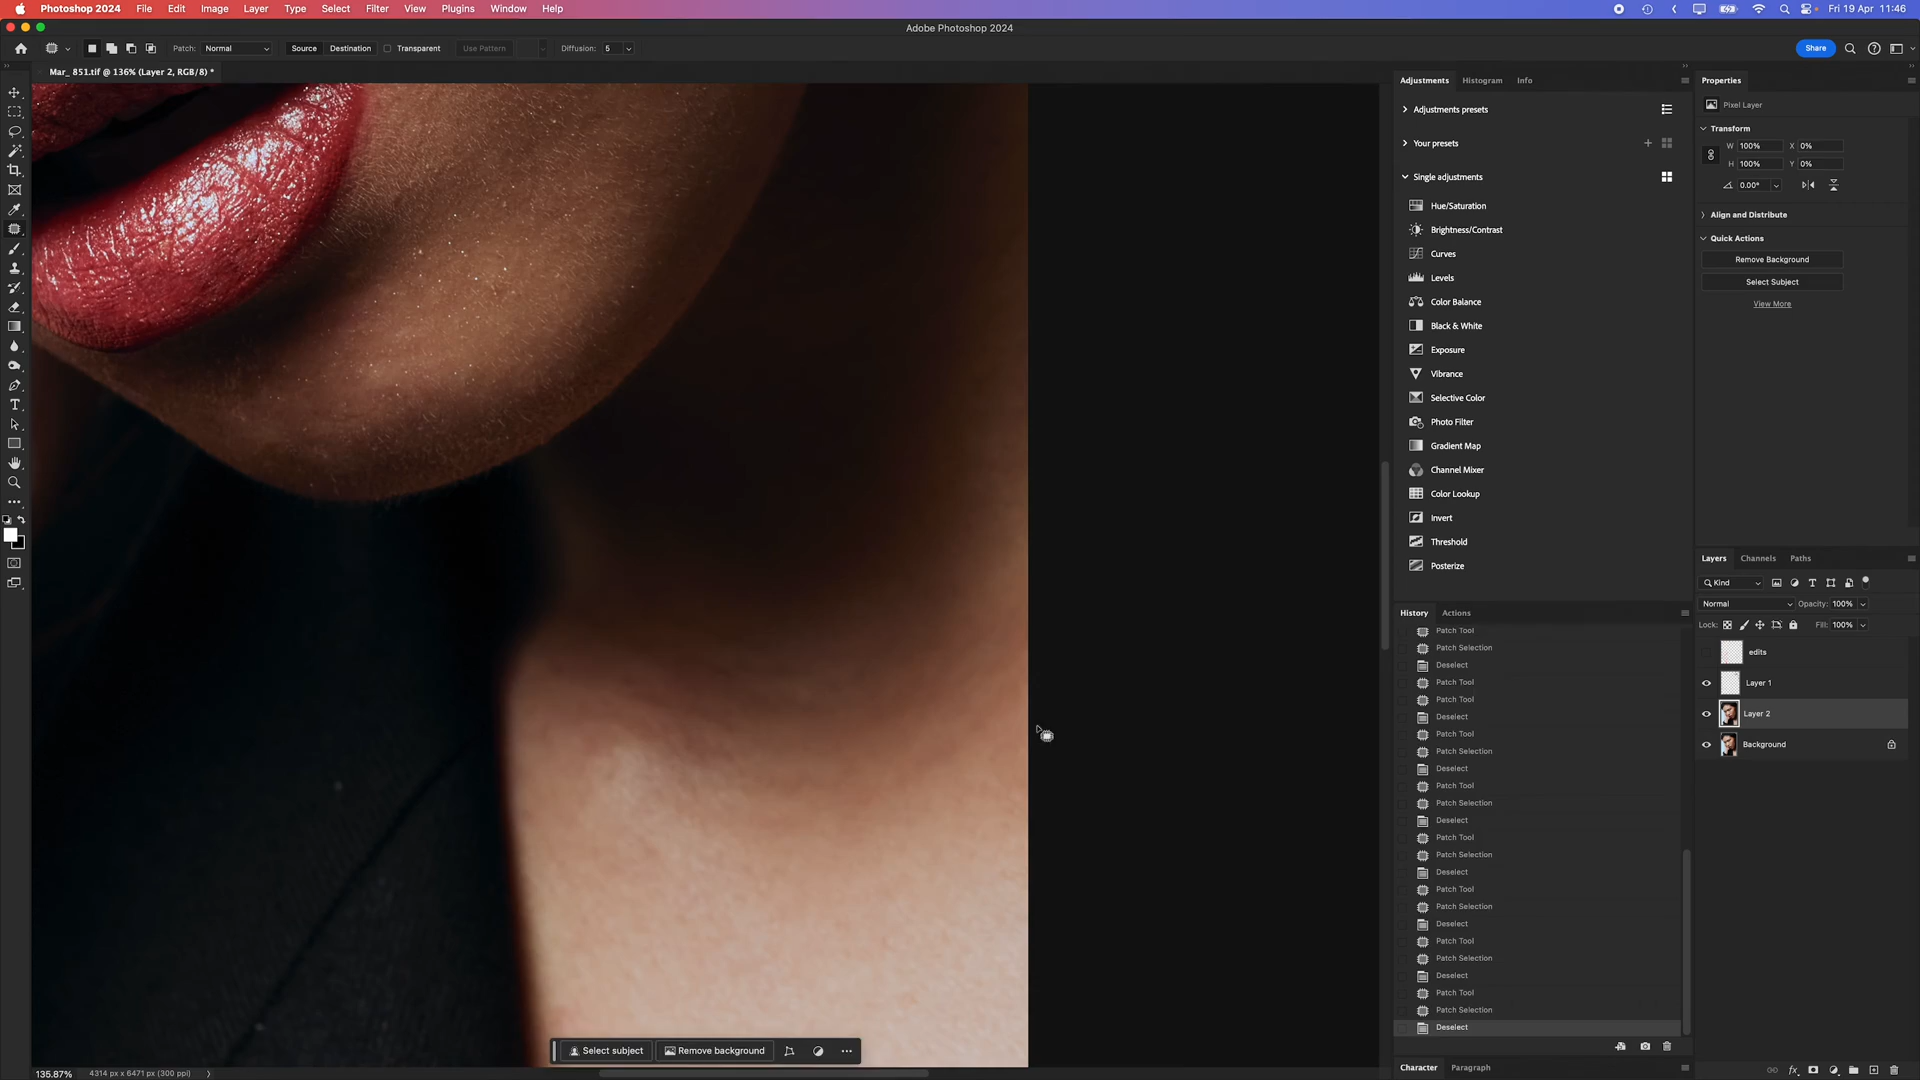 Photoshop 2024 File Edit Image Layer Type Select Filter View Plugins Window Help Fri 19 Apr 11:46
Adobe Photoshop 2024
Patch: Normal Source Destination Transparent Use Pattern Diffusion: 5 Share
Mar_ 851.tif @ 136% (Layer 2, RGB/8) *
Adjustments Histogram Info
Adjustments presets
Your presets
Single adjustments
Hue/Saturation
Brightness/Contrast
Curves
Levels
Color Balance
Black & White
Exposure
Vibrance
Selective Color
Photo Filter
Gradient Map
Channel Mixer
Color Lookup
Invert
Threshold
Posterize
History Actions
Patch Tool
Patch Selection
Deselect
Patch Tool
Patch Tool
Deselect
Patch Tool
Patch Selection
Deselect
Patch Tool
Patch Selection
Deselect
Patch Tool
Patch Selection
Deselect
Patch Tool
Patch Selection
Deselect
Patch Tool
Patch Selection
Deselect
Patch Tool
Patch Selection
Deselect
Character Paragraph
Properties
Pixel Layer
Transform
W 100% X 0%
H 100% Y 0%
0.00°
Align and Distribute
Quick Actions
Remove Background
Select Subject
View More
Layers Channels Paths
Kind
Normal Opacity: 100%
Lock: Fill: 100%
edits
Layer 1
Layer 2
Background
Select subject Remove background
135.87% 4314 px x 6471 px (300 ppi)